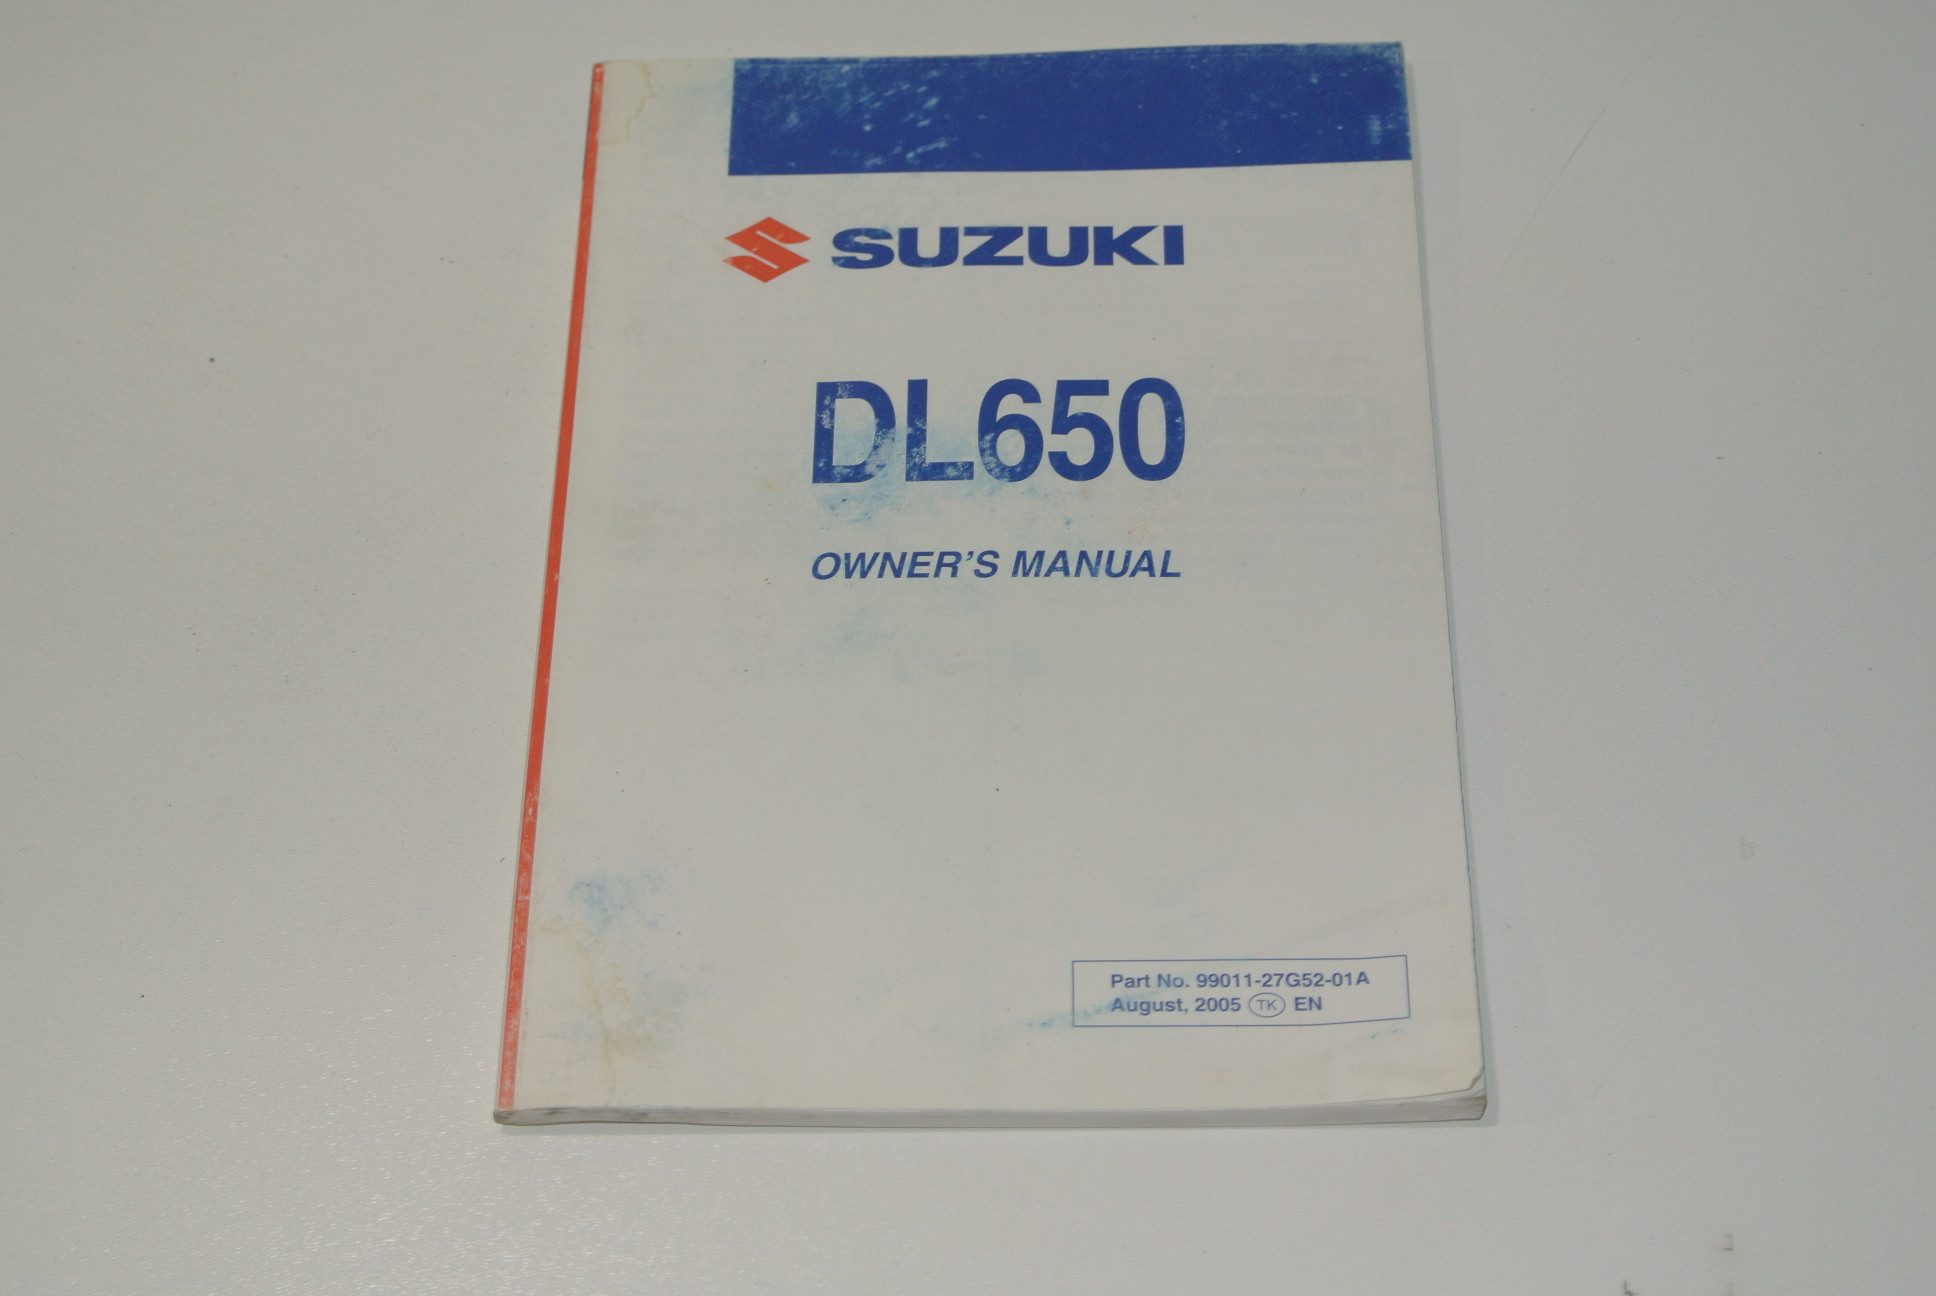 SUZUKI
DL650
OWNER'S MANUAL
Part No. 99011-27G52-01A
August, 2005 TK EN